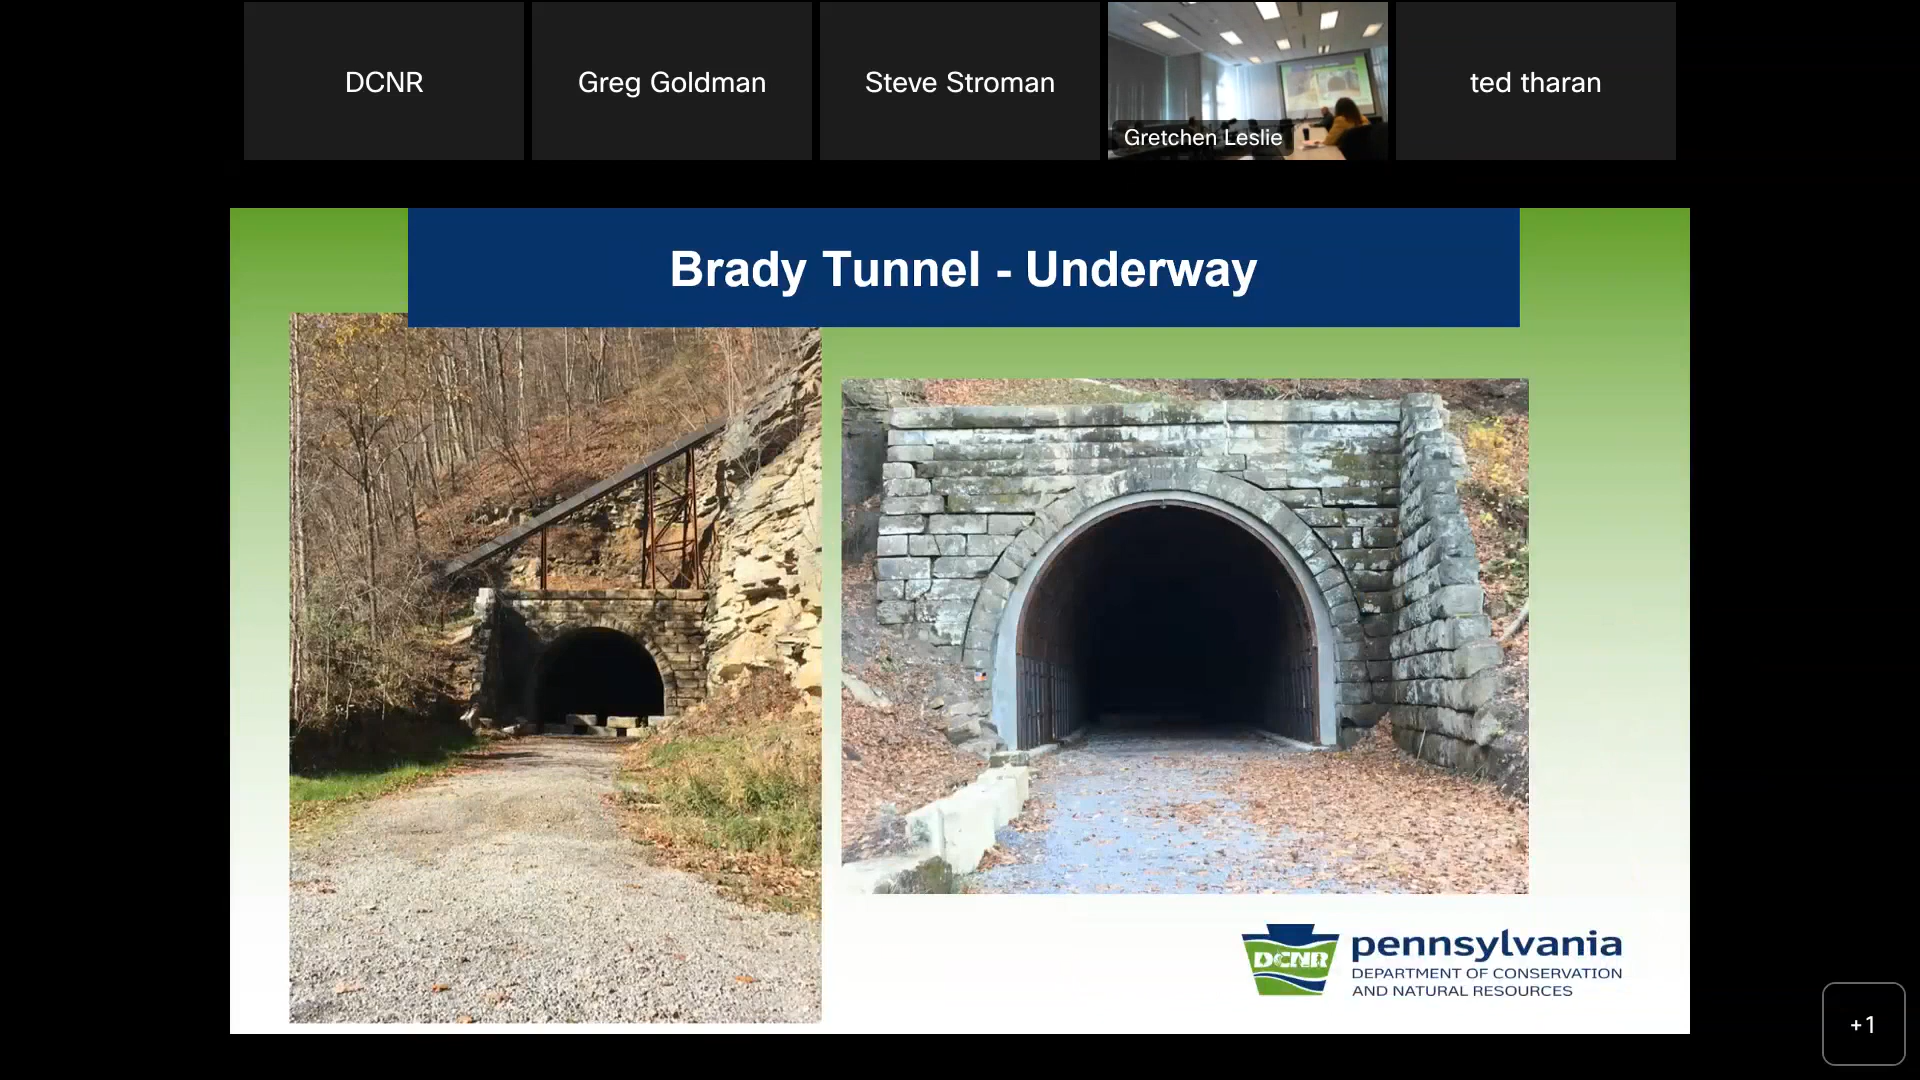 DCNR
Greg Goldman
Steve Stroman
Gretchen Leslie
ted tharan
Brady Tunnel - Underway
DCNR
pennsylvania
DEPARTMENT OF CONSERVATION
AND NATURAL RESOURCES
+1